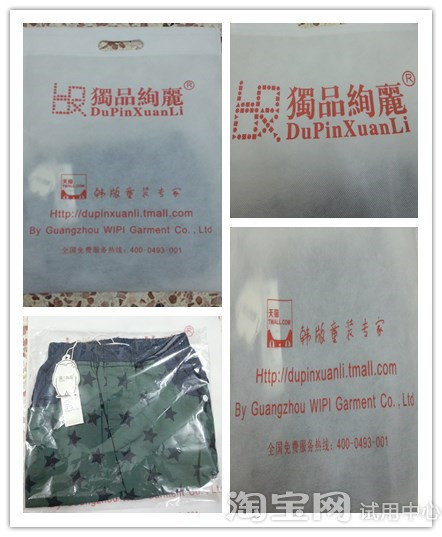 獨品絢麗®
DuPinXuanLi
天猫
TMALL.COM
韩版童装专家
Http://dupinxuanli.tmall.com
By Guangzhou WIPI Garment Co., Ltd
全国免费服务热线：400-0493-001
獨品絢麗®
DuPinXuanLi
天猫
TMALL.COM
韩版童装专家
Http://dupinxuanli.tmall.com
By Guangzhou WIPI Garment Co., Ltd
全国免费服务热线：400-0493-001
淘宝网 试用中心